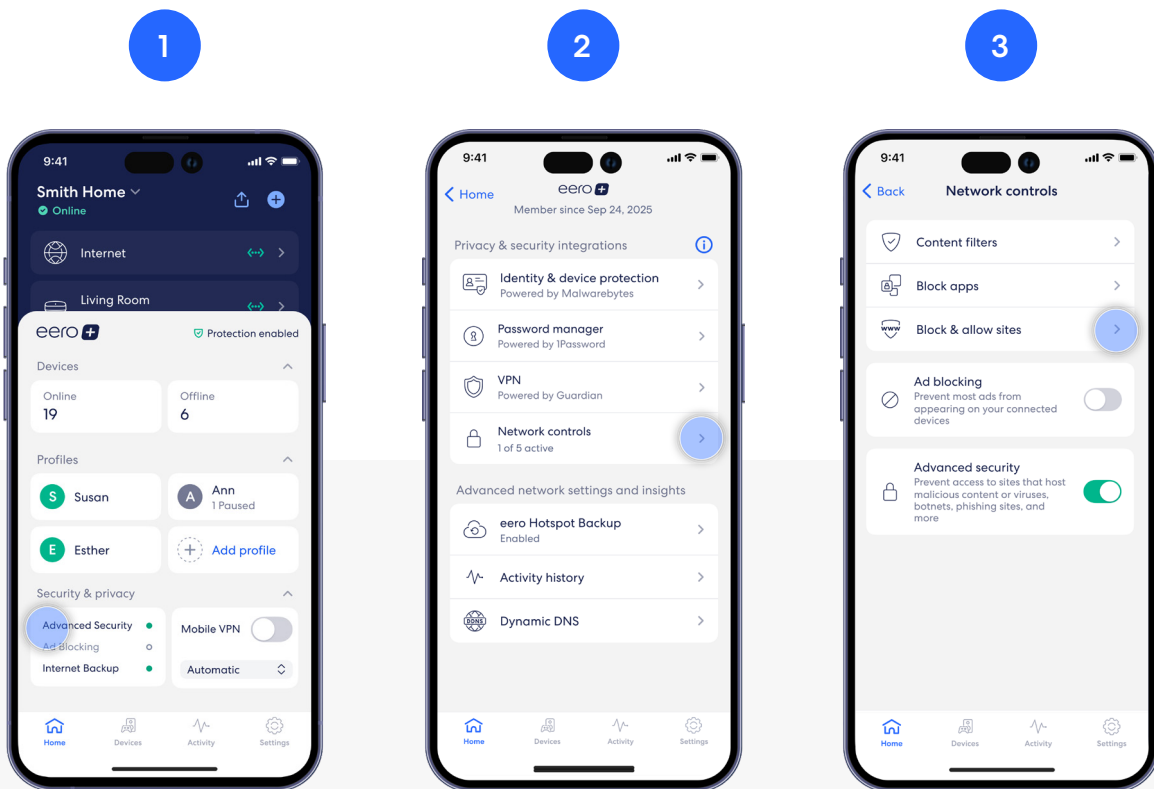 1
2
3
9:41
Smith Home
Online
Internet
Living Room
eero+
Protection enabled
Devices
Online
19
Offline
6
Profiles
S Susan
A Ann
1 Paused
E Esther
+ Add profile
Security & privacy
Advanced Security
Ad Blocking
Internet Backup
Mobile VPN
Automatic
Home Devices Activity Settings
9:41
Home
eero+
Member since Sep 24, 2025
Privacy & security integrations
Identity & device protection
Powered by Malwarebytes
Password manager
Powered by 1Password
VPN
Powered by Guardian
Network controls
1 of 5 active
Advanced network settings and insights
eero Hotspot Backup
Enabled
Activity history
DDNS Dynamic DNS
Home Devices Activity Settings
9:41
Back Network controls
Content filters
Block apps
www Block & allow sites
Ad blocking
Prevent most ads from
appearing on your connected
devices
Advanced security
Prevent access to sites that host
malicious content or viruses,
botnets, phishing sites, and
more
Home Devices Activity Settings